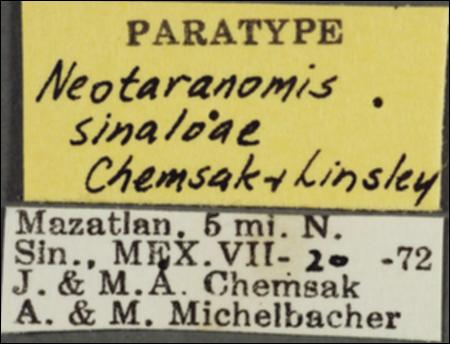 PARATYPE
Neotaranomis
sinaloae
Chemsak & Linsley
Mazatlan, 5 mi. N.
Sin., MEX. VII- 20 -72
J. & M.A. Chemsak
A. & M. Michelbacher